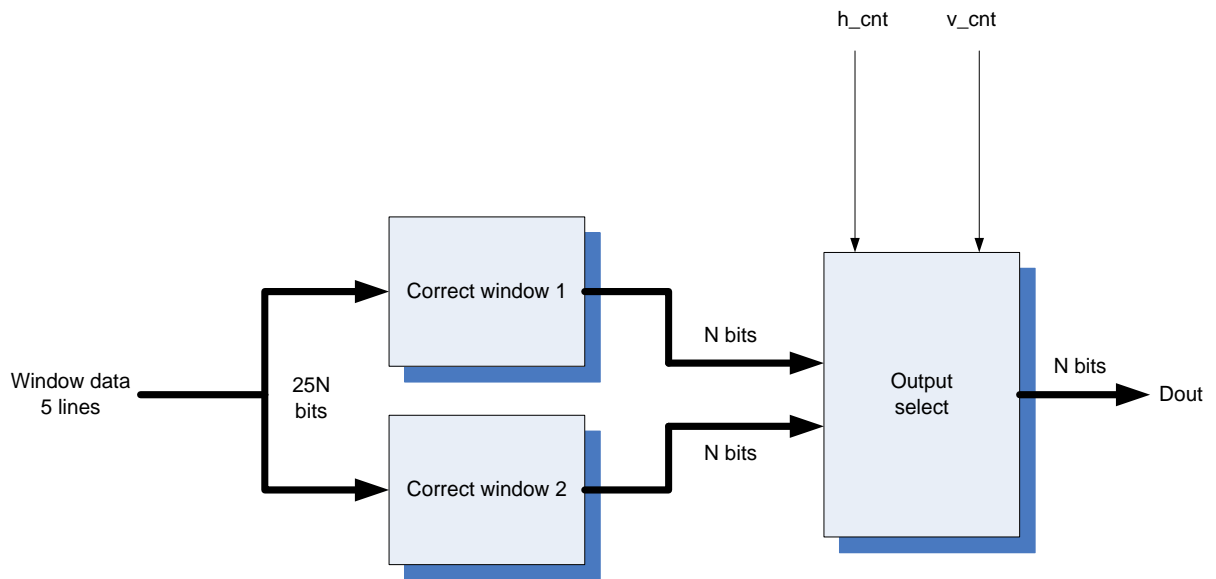 h_cnt
v_cnt
Correct window 1
N bits
Window data
5 lines
25N
bits
Output
select
N bits
Dout
N bits
Correct window 2